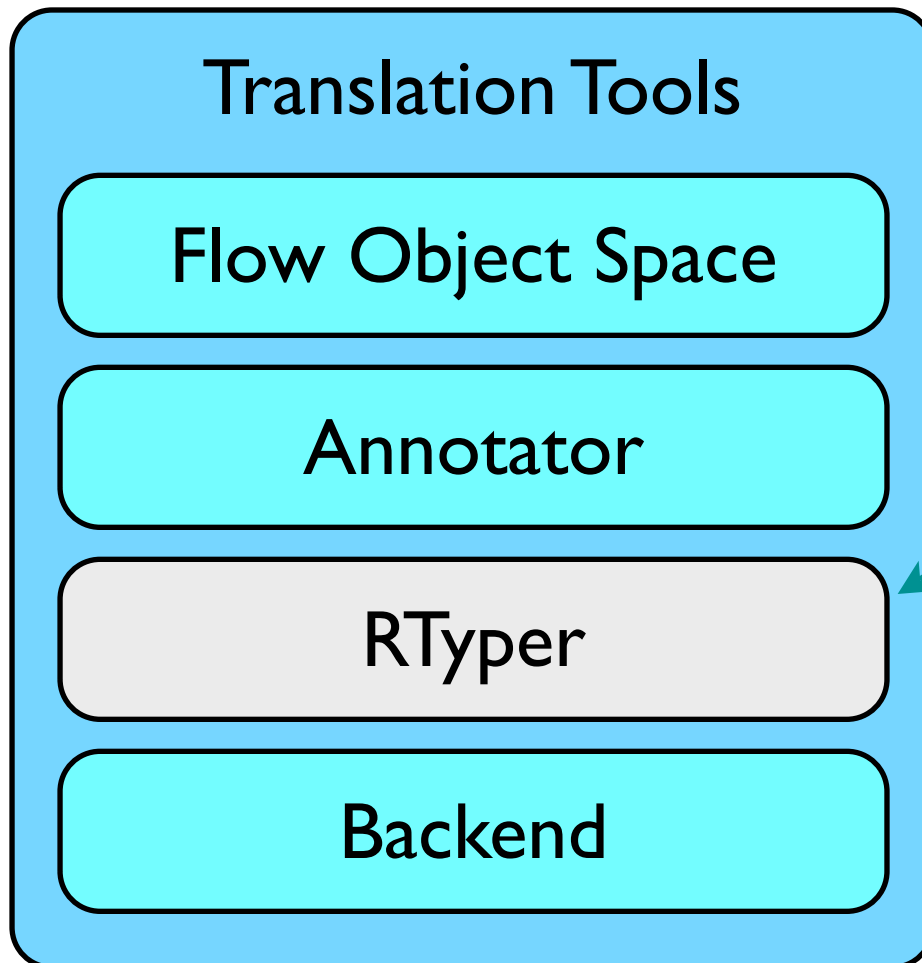 Translation Tools
Flow Object Space
Annotator
RTyper
Backend